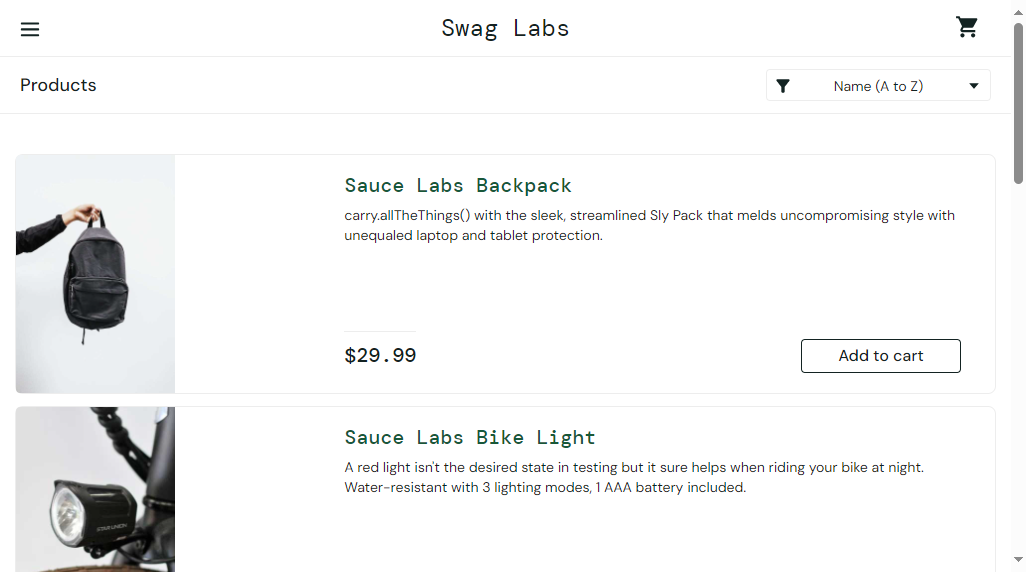 Swag Labs
Products
Name (A to Z)
Sauce Labs Backpack
carry.allTheThings() with the sleek, streamlined Sly Pack that melds uncompromising style with
unequaled laptop and tablet protection.
$29.99
Add to cart
Sauce Labs Bike Light
A red light isn't the desired state in testing but it sure helps when riding your bike at night.
Water-resistant with 3 lighting modes, 1 AAA battery included.